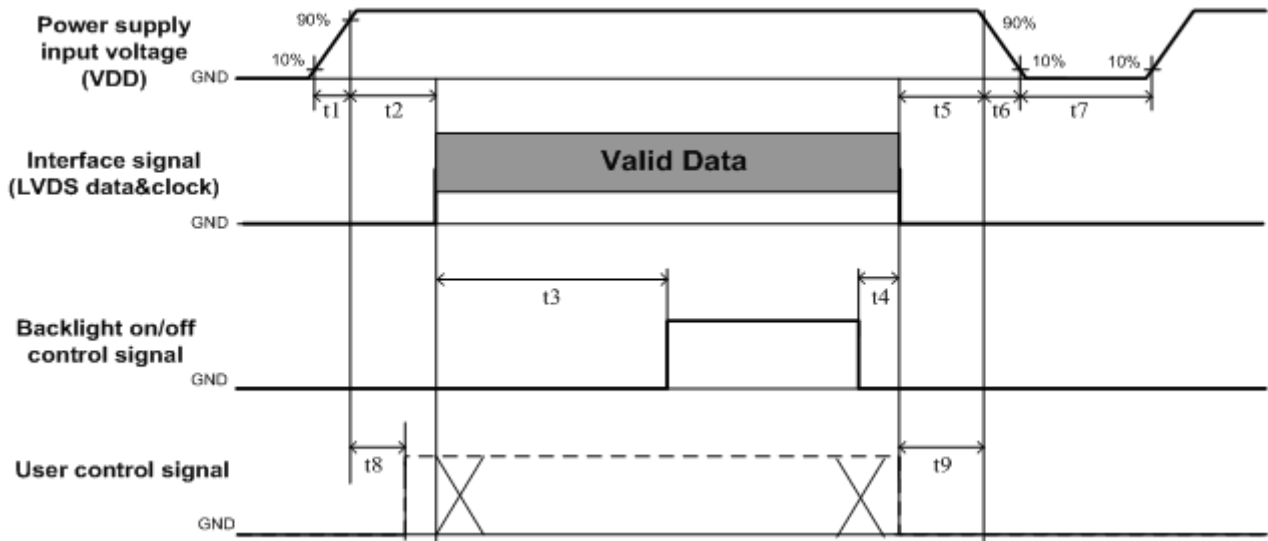 Power supply
input voltage
(VDD)
90%
10%
GND
90%
10%
10%
t1
t2
t5
t6
t7
Interface signal
(LVDS data&clock)
Valid Data
GND
t3
t4
Backlight on/off
control signal
GND
User control signal
t8
t9
GND